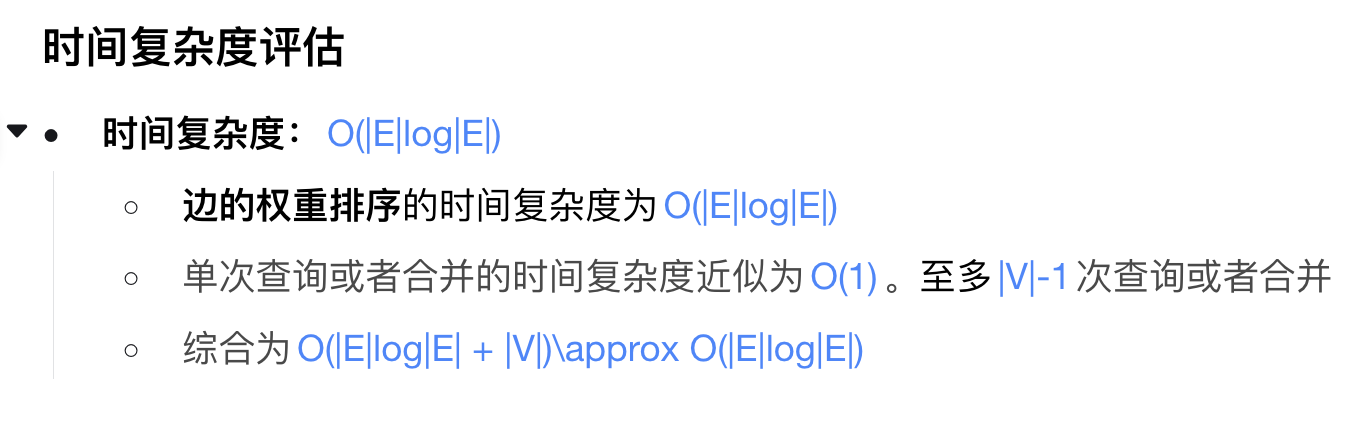 时间复杂度评估
时间复杂度： O(|E|log|E|)
边的权重排序的时间复杂度为 O(|E|log|E|)
单次查询或者合并的时间复杂度近似为 O(1) 。至多 |V|-1 次查询或者合并
综合为 O(|E|log|E| + |V|)\approx O(|E|log|E|)